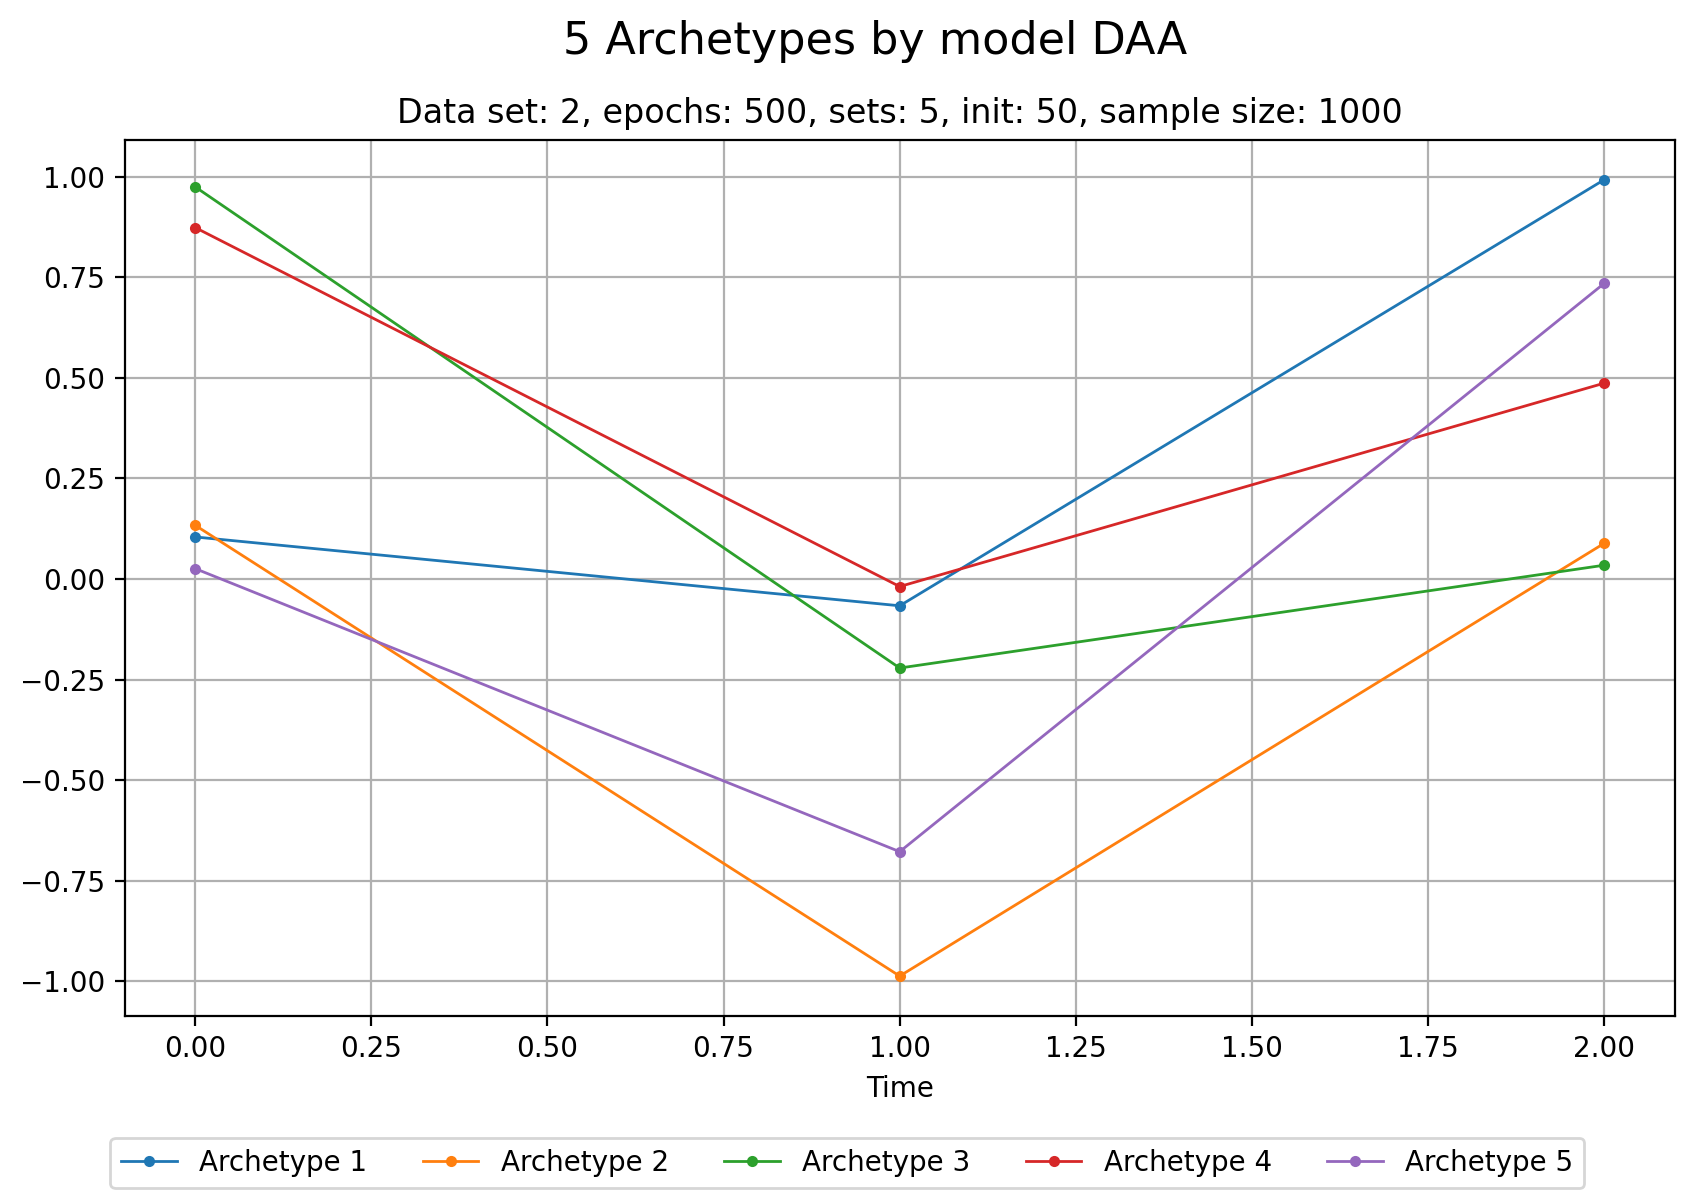 5 Archetypes by model DAA
Data set: 2, epochs: 500, sets: 5, init: 50, sample size: 1000
1.00
0.75
0.50
0.25
0.00
−0.25
−0.50
−0.75
−1.00
0.00 0.25 0.50 0.75 1.00 1.25 1.50 1.75 2.00
Time
Archetype 1 Archetype 2 Archetype 3 Archetype 4 Archetype 5